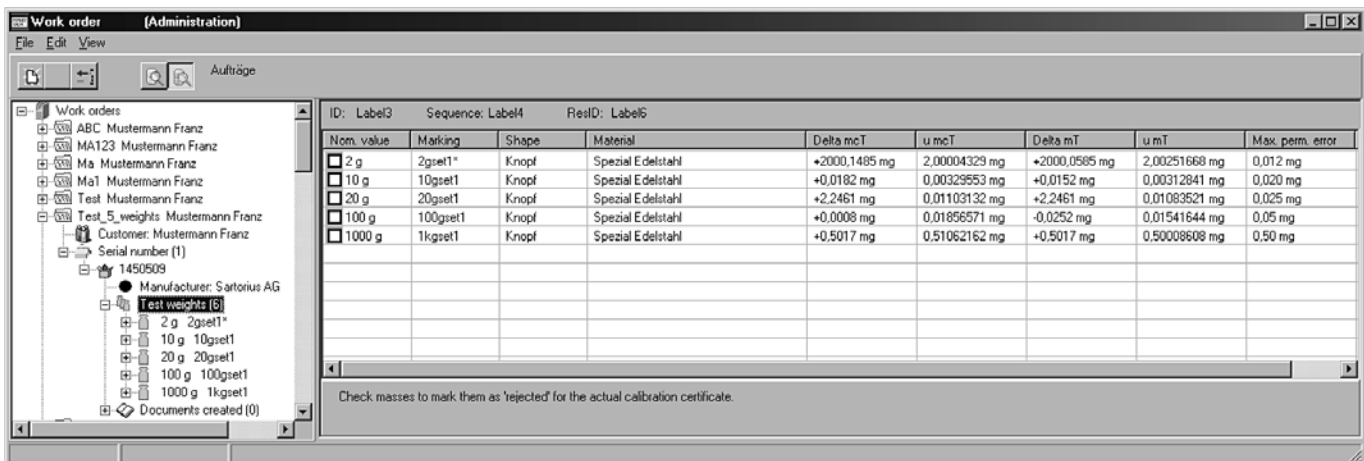 Work order (Administration)
File Edit View
Aufträge
Work orders
ABC Mustermann Franz
MA123 Mustermann Franz
Ma Mustermann Franz
Ma1 Mustermann Franz
Test Mustermann Franz
Test_5_weights Mustermann Franz
Customer: Mustermann Franz
Serial number (1)
1450509
Manufacturer: Sartorius AG
Test weights (6)
2 g 2gset1*
10 g 10gset1
20 g 20gset1
100 g 100gset1
1000 g 1kgset1
Documents created (0)
ID: Label3 Sequence: Label4 ResID: Label6
Nom. value Marking Shape Material Delta mcT u mcT Delta mT u mT Max. perm. error
2 g 2gset1* Knopf Spezial Edelstahl +2000,1485 mg 2,00004329 mg +2000,0585 mg 2,00251668 mg 0,012 mg
10 g 10gset1 Knopf Spezial Edelstahl +0,0182 mg 0,00329553 mg +0,0152 mg 0,00312841 mg 0,020 mg
20 g 20gset1 Knopf Spezial Edelstahl +2,2461 mg 0,01103132 mg +2,2461 mg 0,01083521 mg 0,025 mg
100 g 100gset1 Knopf Spezial Edelstahl +0,0008 mg 0,01856571 mg -0,0252 mg 0,01541644 mg 0,05 mg
1000 g 1kgset1 Knopf Spezial Edelstahl +0,5017 mg 0,51062162 mg +0,5017 mg 0,50008608 mg 0,50 mg
Check masses to mark them as 'rejected' for the actual calibration certificate.